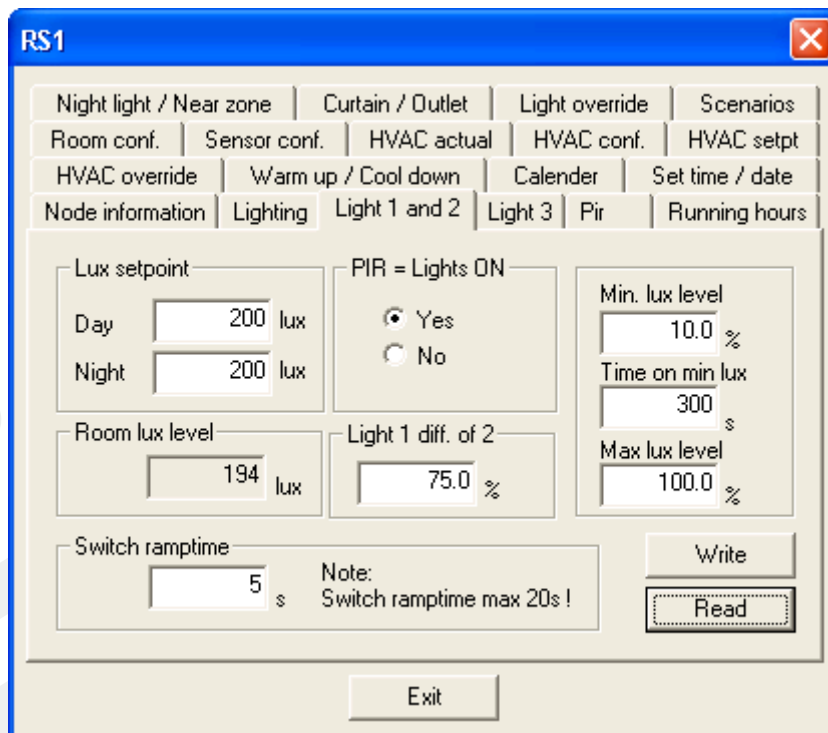 RS1
Night light / Near zone Curtain / Outlet Light override Scenarios
Room conf. Sensor conf. HVAC actual HVAC conf. HVAC setpt
HVAC override Warm up / Cool down Calender Set time / date
Node information Lighting Light 1 and 2 Light 3 Pir Running hours
Lux setpoint
Day 200 lux
Night 200 lux
PIR = Lights ON
Yes
No
Min. lux level
10.0 %
Time on min lux
300 s
Max lux level
100.0 %
Room lux level
194 lux
Light 1 diff. of 2
75.0 %
Switch ramptime
5 s
Note:
Switch ramptime max 20s !
Write
Read
Exit